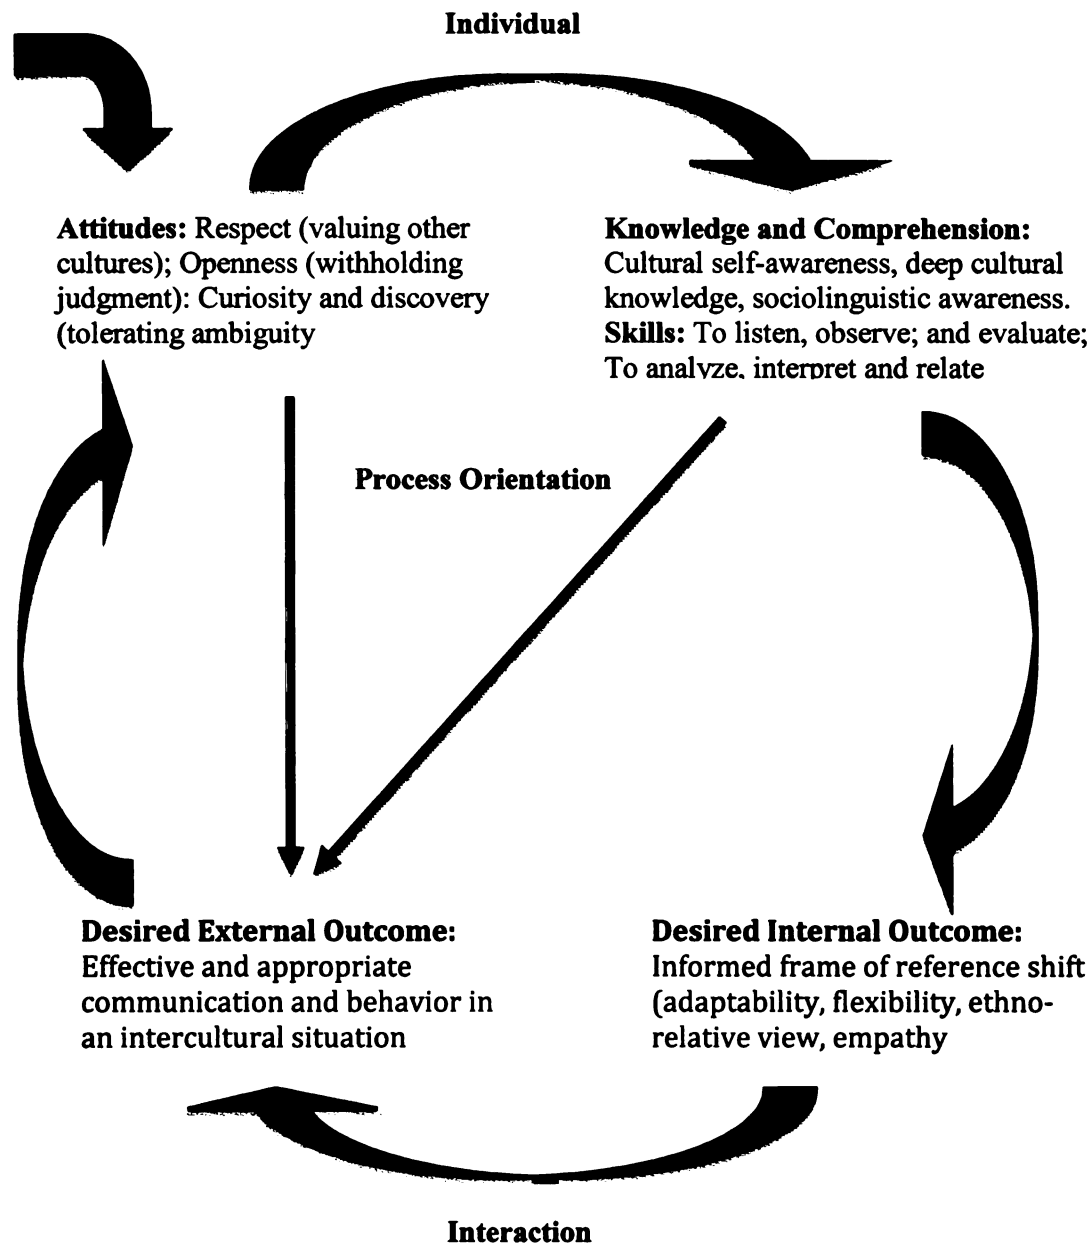 Individual
Attitudes: Respect (valuing other
cultures); Openness (withholding
judgment): Curiosity and discovery
(tolerating ambiguity
Knowledge and Comprehension:
Cultural self-awareness, deep cultural
knowledge, sociolinguistic awareness.
Skills: To listen, observe; and evaluate;
To analyze, interpret and relate
Process Orientation
Desired External Outcome:
Effective and appropriate
communication and behavior in
an intercultural situation
Desired Internal Outcome:
Informed frame of reference shift
(adaptability, flexibility, ethno-
relative view, empathy
Interaction